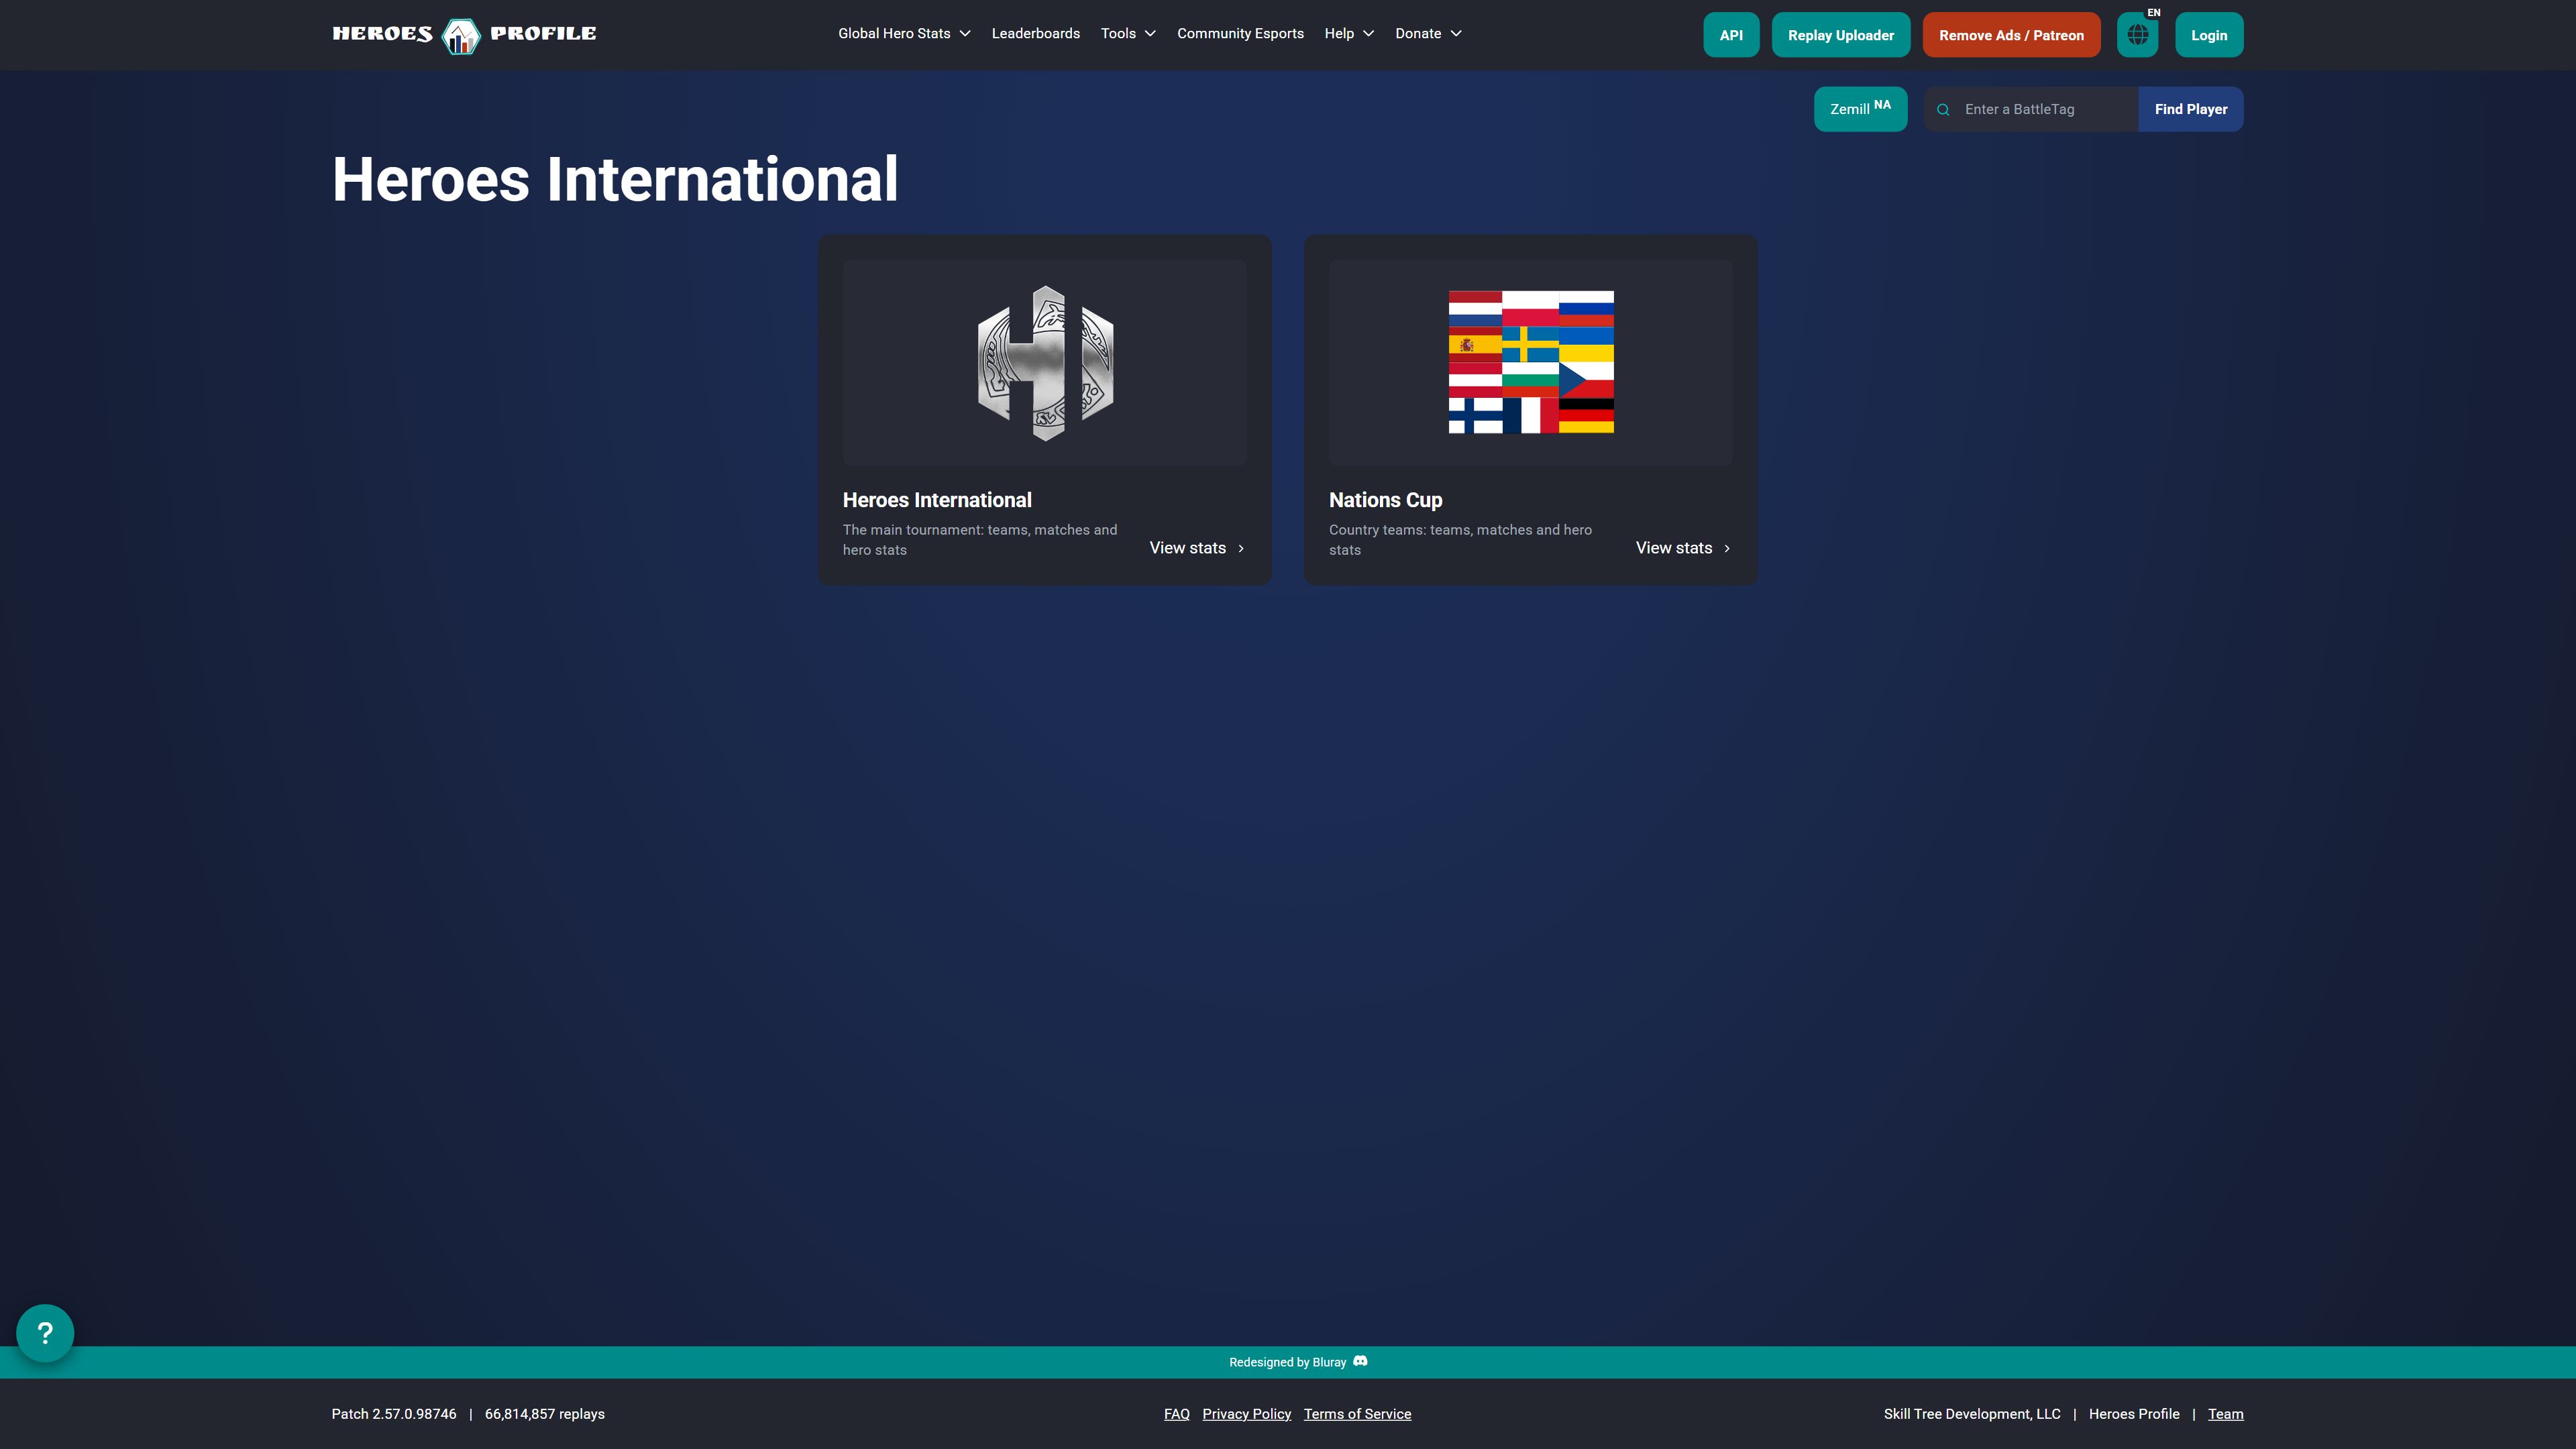 HEROES PROFILE
Global Hero Stats
Leaderboards
Tools
Community Esports
Help
Donate
API
Replay Uploader
Remove Ads / Patreon
EN
Login
Zemill NA
Enter a BattleTag
Find Player
Heroes International
Heroes International
The main tournament: teams, matches and
hero stats
View stats
Nations Cup
Country teams: teams, matches and hero
stats
View stats
?
Redesigned by Bluray
Patch 2.57.0.98746 | 66,814,857 replays
FAQ Privacy Policy Terms of Service
Skill Tree Development, LLC | Heroes Profile | Team